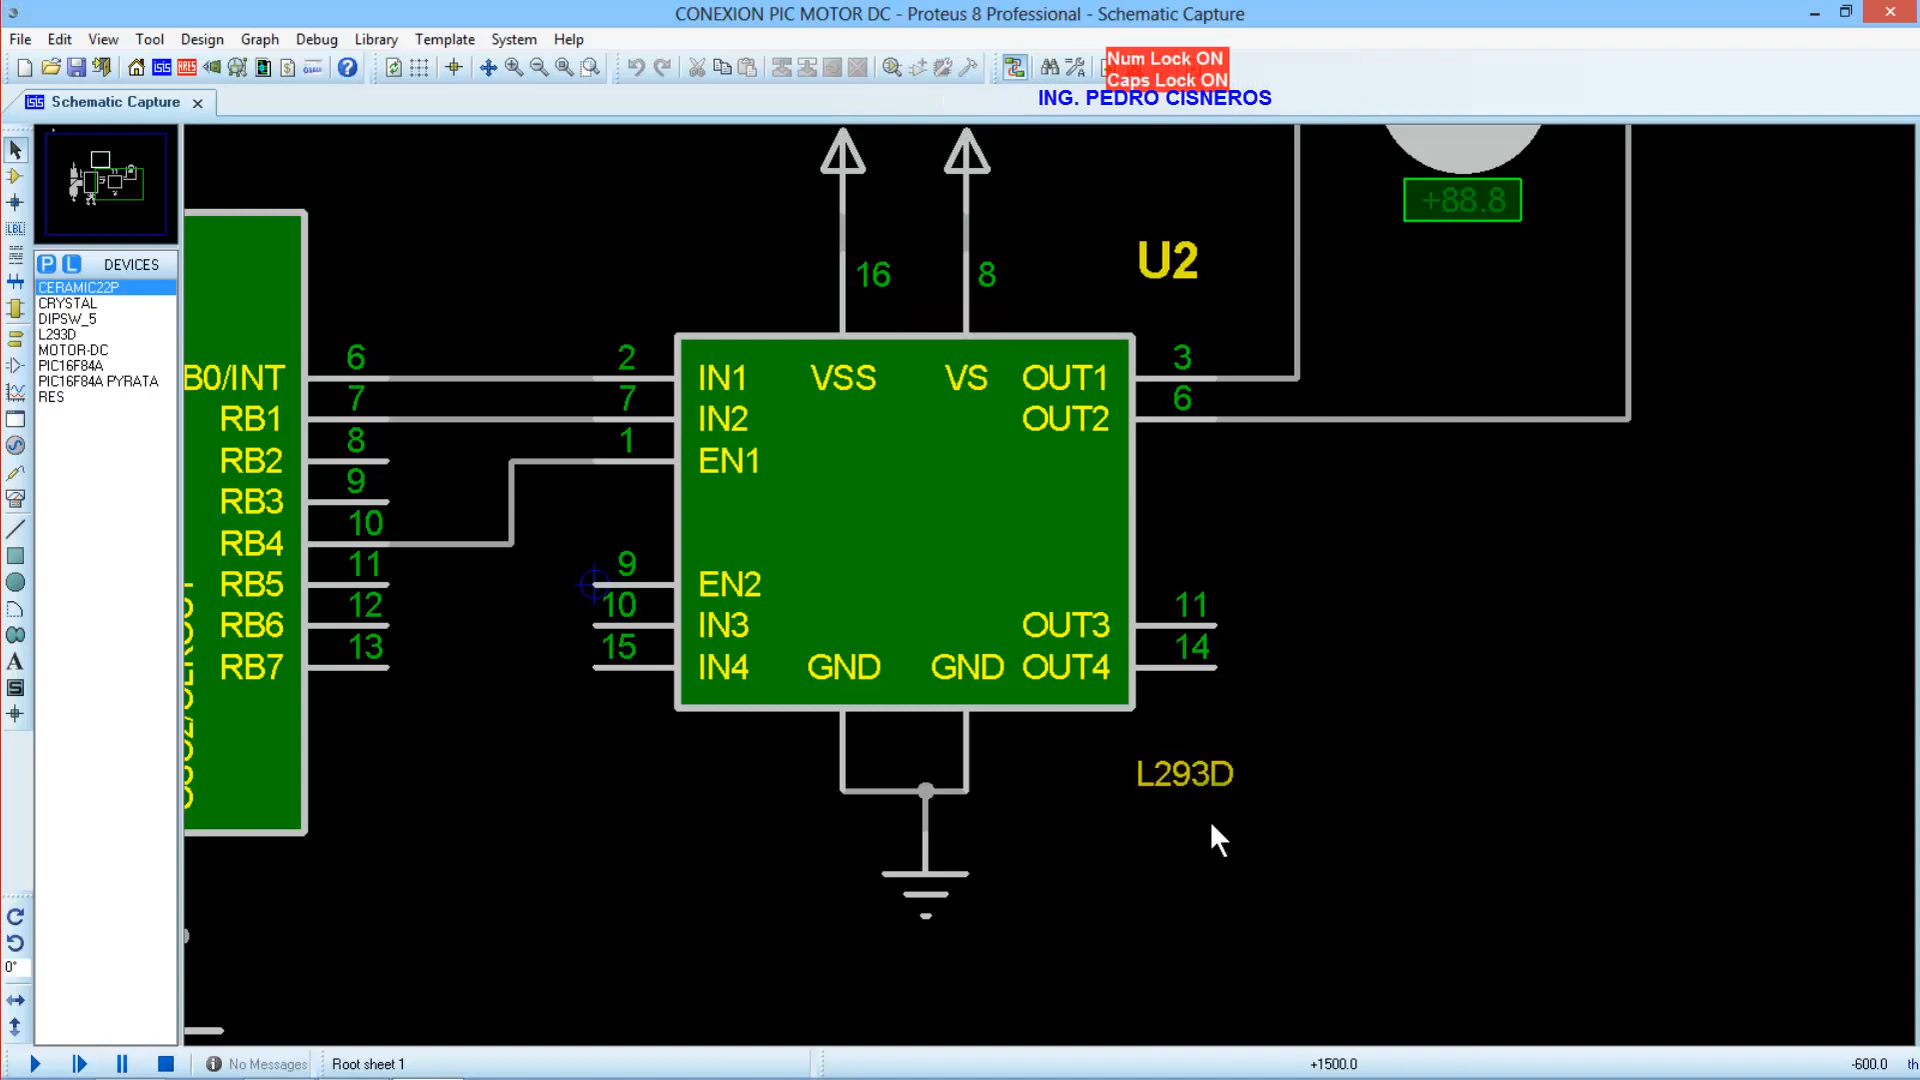 CONEXION PIC MOTOR DC - Proteus 8 Professional - Schematic Capture
File Edit View Tool Design Graph Debug Library Template System Help
Num Lock ON
Caps Lock ON
ING. PEDRO CISNEROS
Schematic Capture
P L DEVICES
CERAMIC22P
CRYSTAL
DIPSW_5
L293D
MOTOR-DC
PIC16F84A
PIC16F84A PYRATA
RES
LBL
A
S
0°
+88.8
16 8
U2
6 2 3
B0/INT IN1 VSS VS OUT1
7 7 6
RB1 IN2 OUT2
8 1
RB2 EN1
9
RB3
10
RB4
11 9
RB5 EN2
12 10 11
RB6 IN3 OUT3
13 15 14
RB7 IN4 GND GND OUT4
L293D
No Messages Root sheet 1 +1500.0 -600.0 th